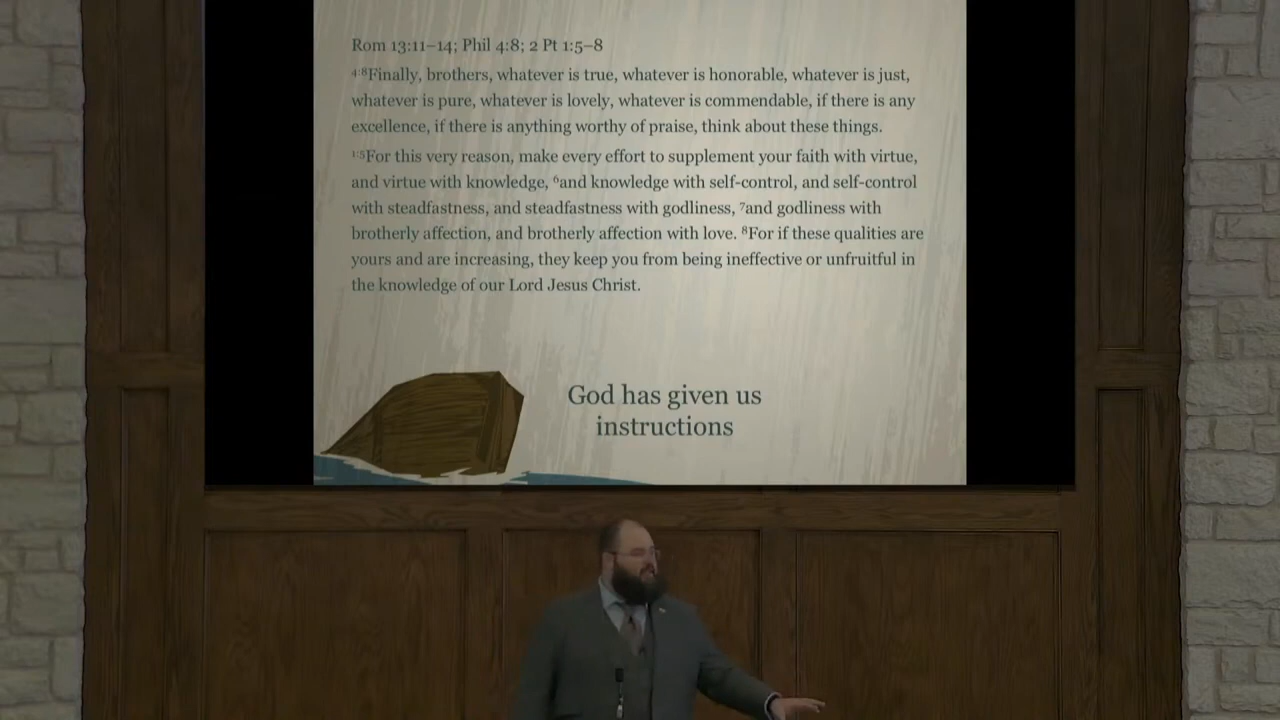 Rom 13:11–14; Phil 4:8; 2 Pt 1:5–8
4:8Finally, brothers, whatever is true, whatever is honorable, whatever is just,
whatever is pure, whatever is lovely, whatever is commendable, if there is any
excellence, if there is anything worthy of praise, think about these things.
1:5For this very reason, make every effort to supplement your faith with virtue,
and virtue with knowledge, 6and knowledge with self-control, and self-control
with steadfastness, and steadfastness with godliness, 7and godliness with
brotherly affection, and brotherly affection with love. 8For if these qualities are
yours and are increasing, they keep you from being ineffective or unfruitful in
the knowledge of our Lord Jesus Christ.
God has given us
instructions